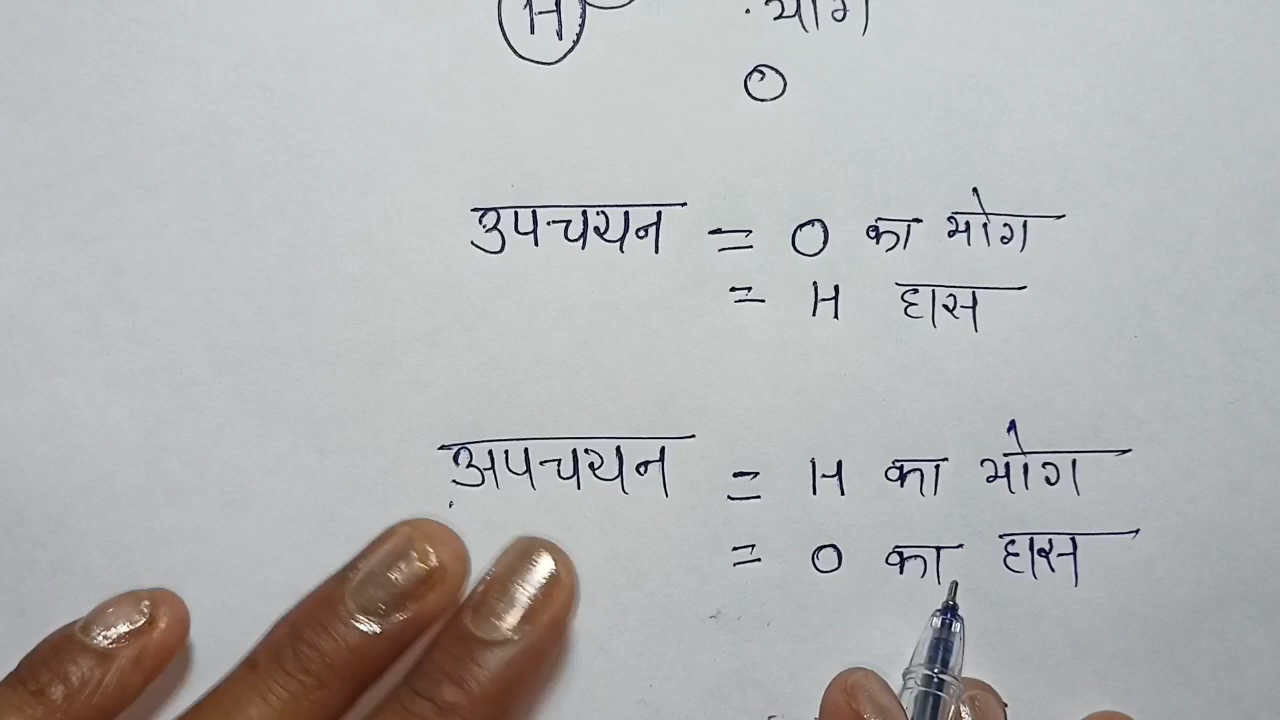 H योग
O
उपचयन = O का योग
= H ह्रास
अपचयन = H का योग
= O का ह्रास